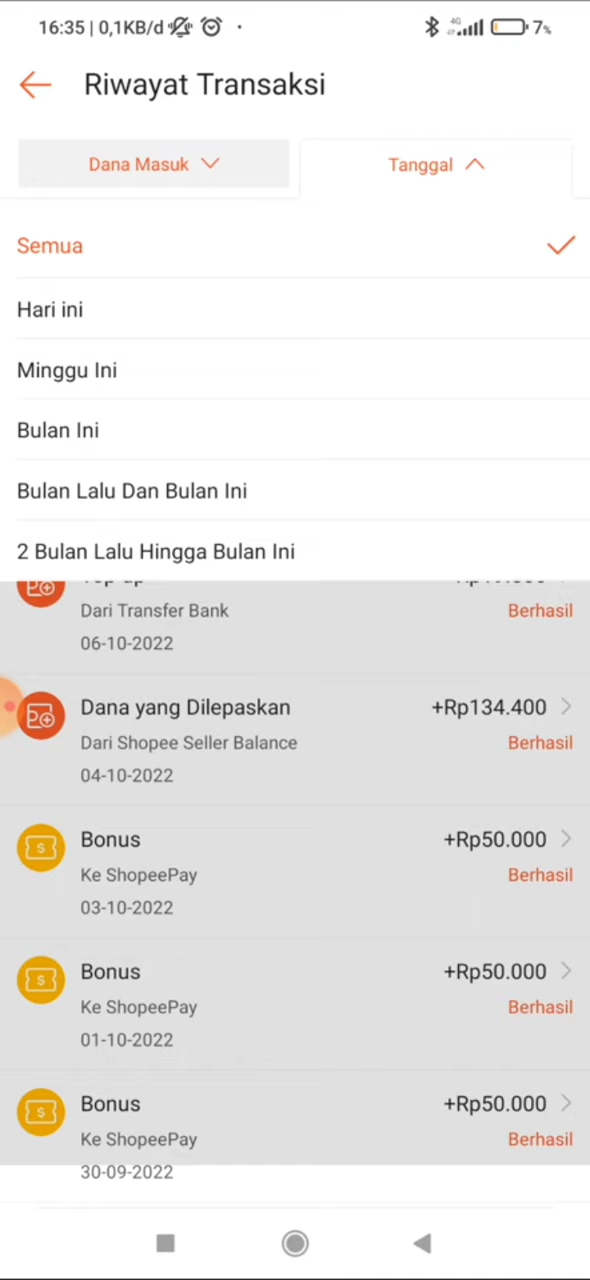 16:35 | 0,1KB/d
4G
7%
Riwayat Transaksi
Dana Masuk
Tanggal
Semua
Hari ini
Minggu Ini
Bulan Ini
Bulan Lalu Dan Bulan Ini
2 Bulan Lalu Hingga Bulan Ini
Dari Transfer Bank
Berhasil
06-10-2022
Dana yang Dilepaskan
+Rp134.400
Dari Shopee Seller Balance
Berhasil
04-10-2022
Bonus
+Rp50.000
Ke ShopeePay
Berhasil
03-10-2022
Bonus
+Rp50.000
Ke ShopeePay
Berhasil
01-10-2022
Bonus
+Rp50.000
Ke ShopeePay
Berhasil
30-09-2022